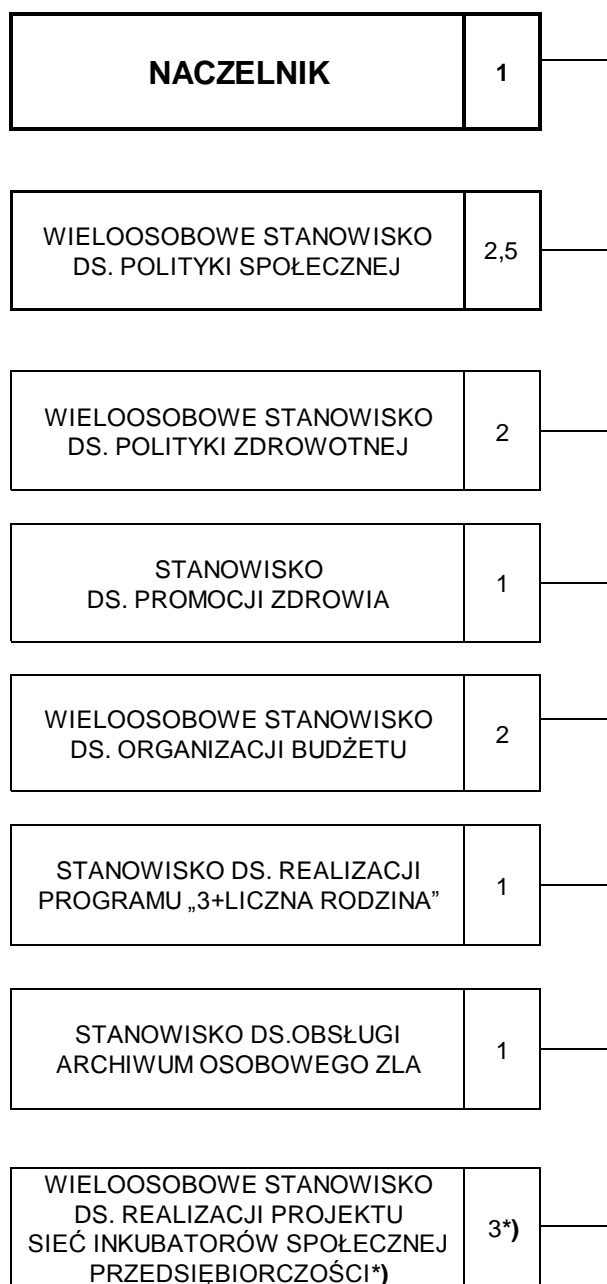 NACZELNIK 1
WIELOOSOBOWE STANOWISKO
DS. POLITYKI SPOŁECZNEJ 2,5
WIELOOSOBOWE STANOWISKO
DS. POLITYKI ZDROWOTNEJ 2
STANOWISKO
DS. PROMOCJI ZDROWIA 1
WIELOOSOBOWE STANOWISKO
DS. ORGANIZACJI BUDŻETU 2
STANOWISKO DS. REALIZACJI
PROGRAMU „3+LICZNA RODZINA” 1
STANOWISKO DS.OBSŁUGI
ARCHIWUM OSOBOWEGO ZLA 1
WIELOOSOBOWE STANOWISKO
DS. REALIZACJI PROJEKTU
SIEĆ INKUBATORÓW SPOŁECZNEJ
PRZEDSIĘBIORCZOŚCI*) 3*)